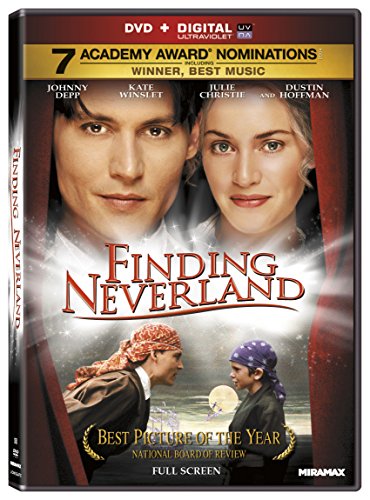 DVD + DIGITAL
ULTRAVIOLET
UV
7 ACADEMY AWARD® NOMINATIONS
INCLUDING
WINNER, BEST MUSIC
JOHNNY DEPP
KATE WINSLET
JULIE CHRISTIE
AND DUSTIN HOFFMAN
FINDING
NEVERLAND
BEST PICTURE OF THE YEAR
NATIONAL BOARD OF REVIEW
FULL SCREEN
MIRAMAX
FINDING NEVERLAND